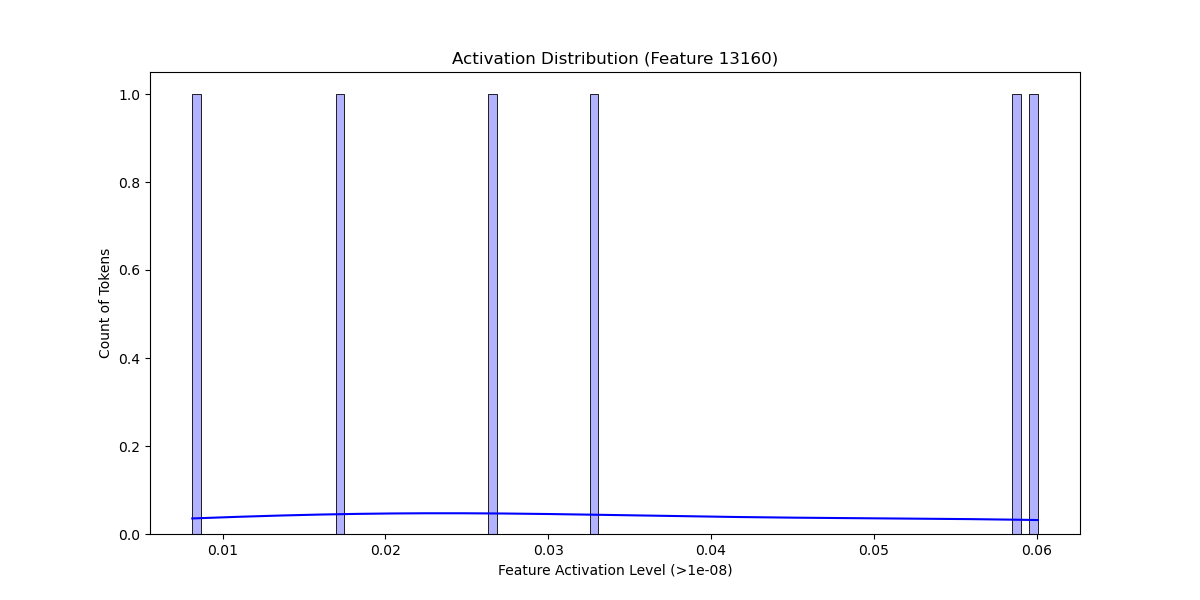 Activation Distribution (Feature 13160)
1.0
0.8
0.6
0.4
0.2
0.0
Count of Tokens
0.01 0.02 0.03 0.04 0.05 0.06
Feature Activation Level (>1e-08)